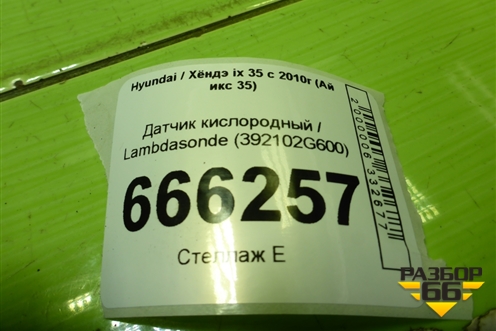 Hyundai / Хёндэ ix 35 с 2010г (Ай
икс 35)
Датчик кислородный /
Lambdasonde (392102G600)
666257
Стеллаж Е
2000006332677
РАЗБОР
66